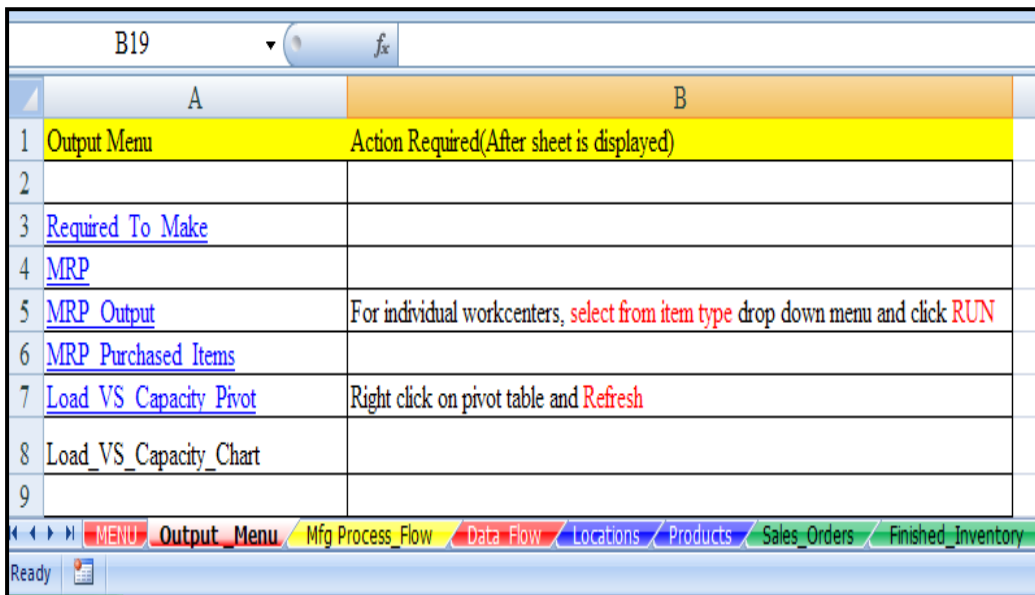 B19 fx
A B
1 Output Menu Action Required(After sheet is displayed)
2
3 Required_To_Make
4 MRP
5 MRP_Output For individual workcenters, select from item type drop down menu and click RUN
6 MRP_Purchased_Items
7 Load_VS_Capacity_Pivot Right click on pivot table and Refresh
8 Load_VS_Capacity_Chart
9
MENU Output _Menu Mfg Process_Flow Data_Flow Locations Products Sales_Orders Finished_Inventory
Ready